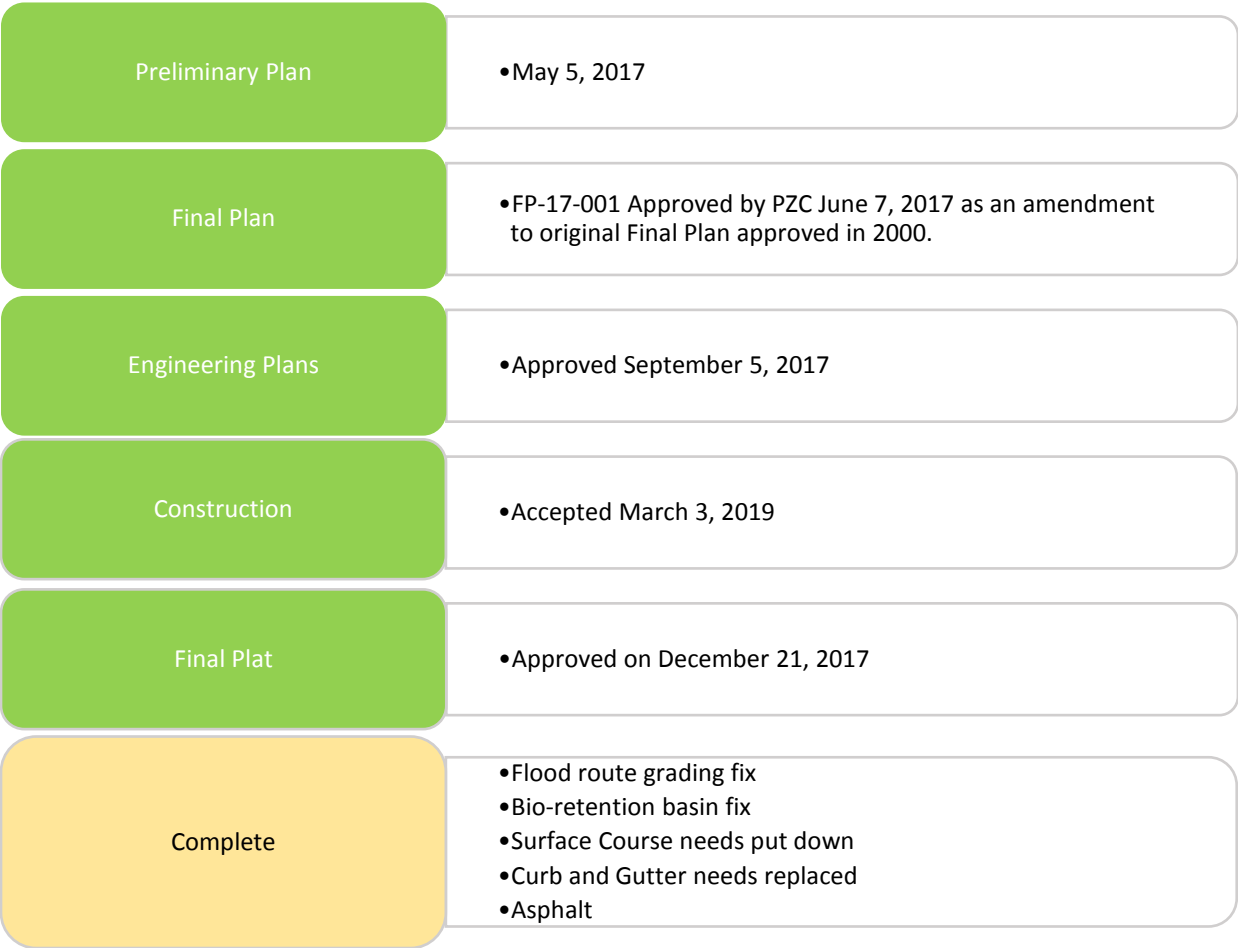 Preliminary Plan
•May 5, 2017
Final Plan
•FP-17-001 Approved by PZC June 7, 2017 as an amendment
to original Final Plan approved in 2000.
Engineering Plans
•Approved September 5, 2017
Construction
•Accepted March 3, 2019
Final Plat
•Approved on December 21, 2017
Complete
•Flood route grading fix
•Bio-retention basin fix
•Surface Course needs put down
•Curb and Gutter needs replaced
•Asphalt